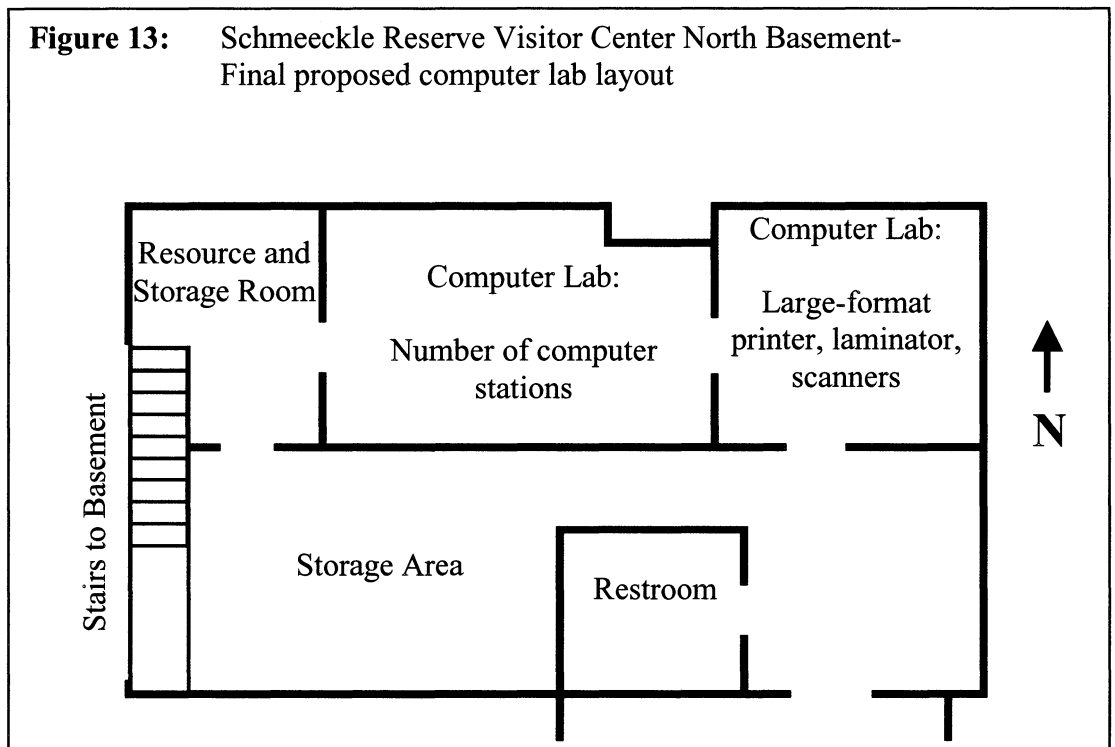 Figure 13: Schmeeckle Reserve Visitor Center North Basement-
Final proposed computer lab layout
Resource and
Storage Room
Computer Lab:
Number of computer
stations
Computer Lab:
Large-format
printer, laminator,
scanners
N
Stairs to Basement
Storage Area
Restroom